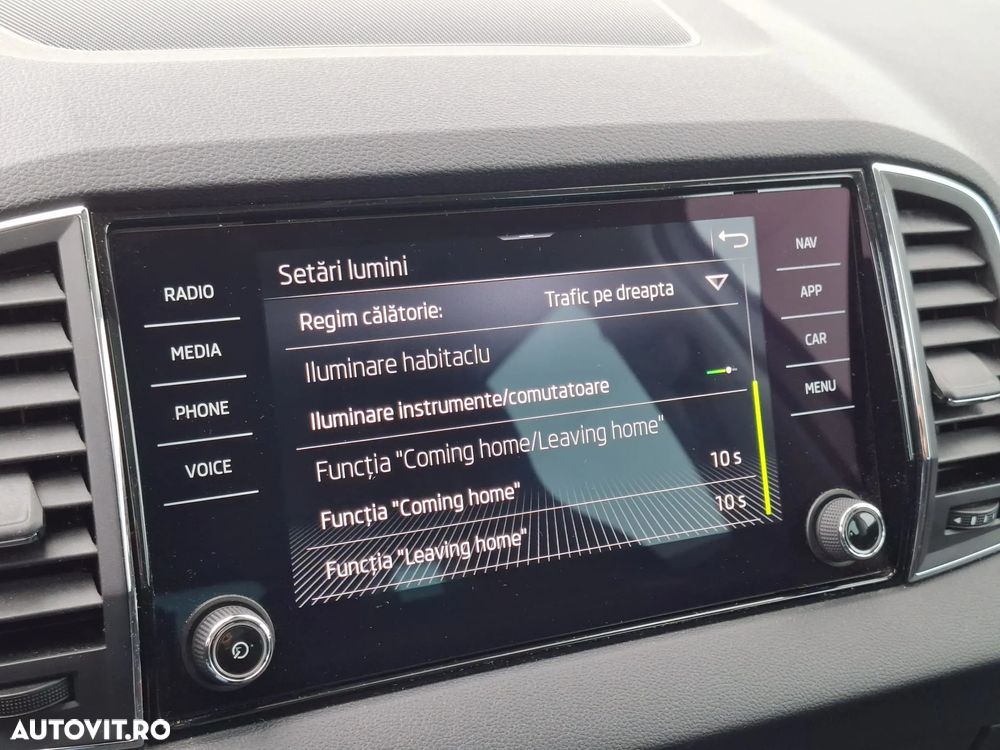 RADIO
MEDIA
PHONE
VOICE
Setări lumini
Regim călătorie: Trafic pe dreapta
Iluminare habitaclu
Iluminare instrumente/comutatoare
Funcția "Coming home/Leaving home"
Funcția "Coming home" 10 s
Funcția "Leaving home" 10 s
NAV
APP
CAR
MENU
AUTOVIT.RO